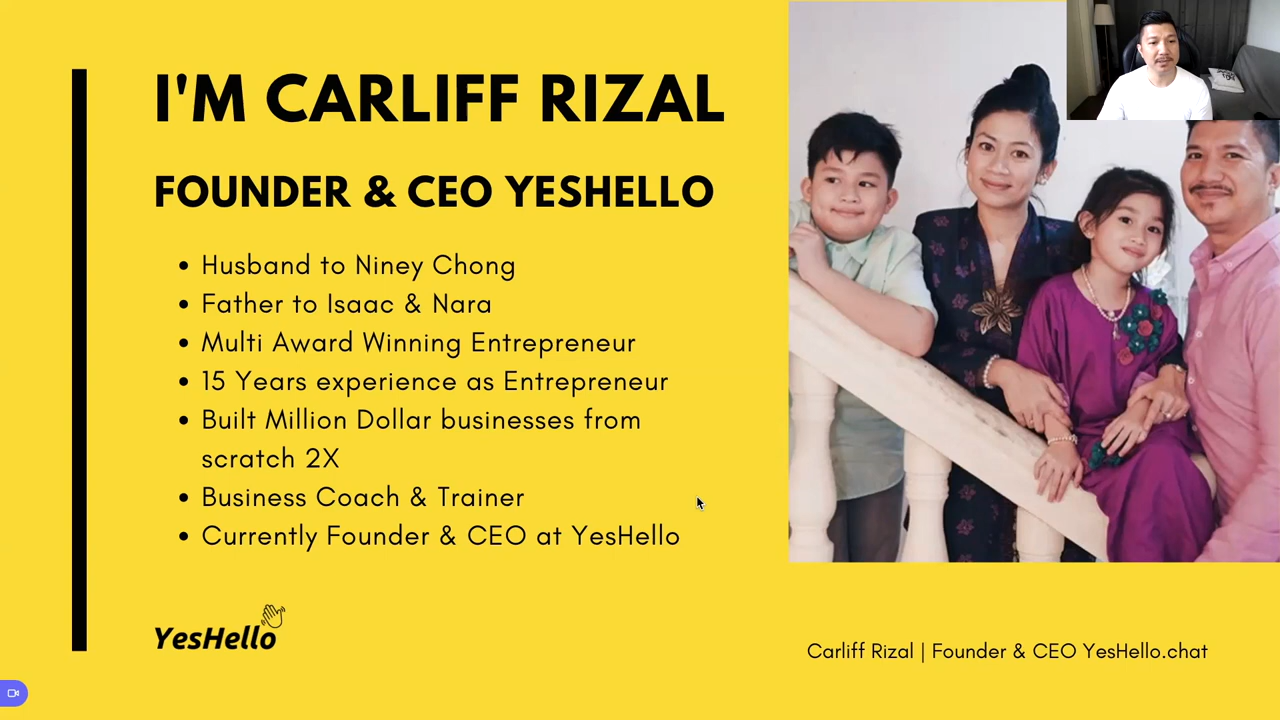 I'M CARLIFF RIZAL
FOUNDER & CEO YESHELLO
• Husband to Niney Chong
• Father to Isaac & Nara
• Multi Award Winning Entrepreneur
• 15 Years experience as Entrepreneur
• Built Million Dollar businesses from
scratch 2X
• Business Coach & Trainer
• Currently Founder & CEO at YesHello
YesHello
Carliff Rizal | Founder & CEO YesHello.chat